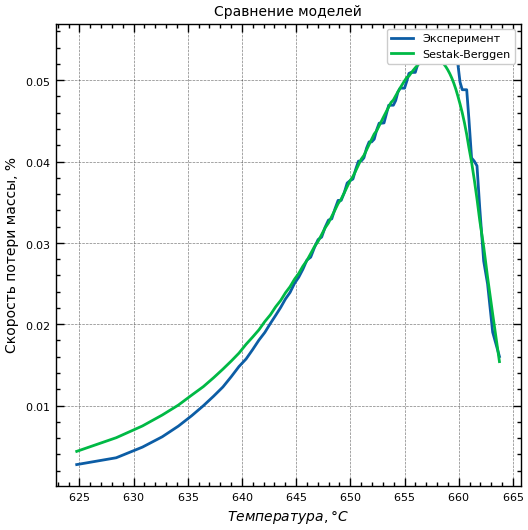 Сравнение моделей
Эксперимент
Sestak-Berggen
Скорость потери массы, %
0.05
0.04
0.03
0.02
0.01
625 630 635 640 645 650 655 660 665
Температура, °C